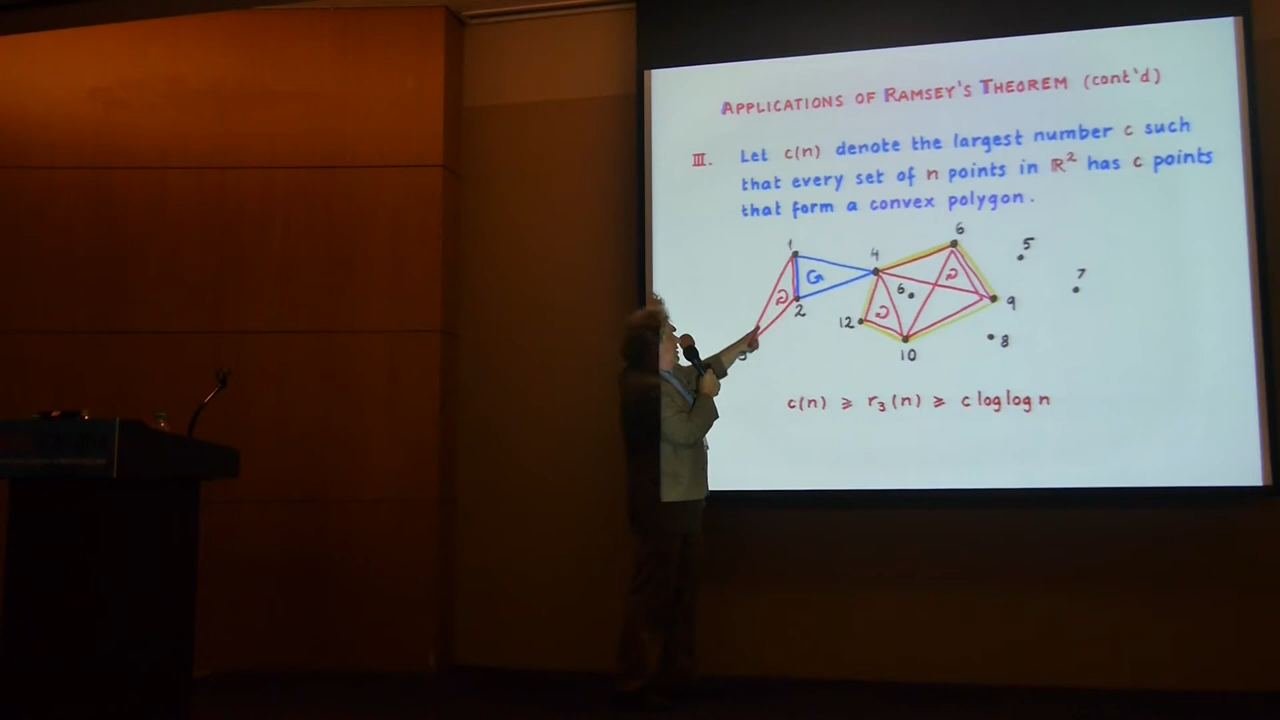 APPLICATIONS OF RAMSEY'S THEOREM (cont'd)
III. Let c(n) denote the largest number c such
that every set of n points in ℝ² has c points
that form a convex polygon.
1
2
3
4
6
5
7
6
9
12
10
8
c(n) ≥ r₃(n) ≥ c log log n